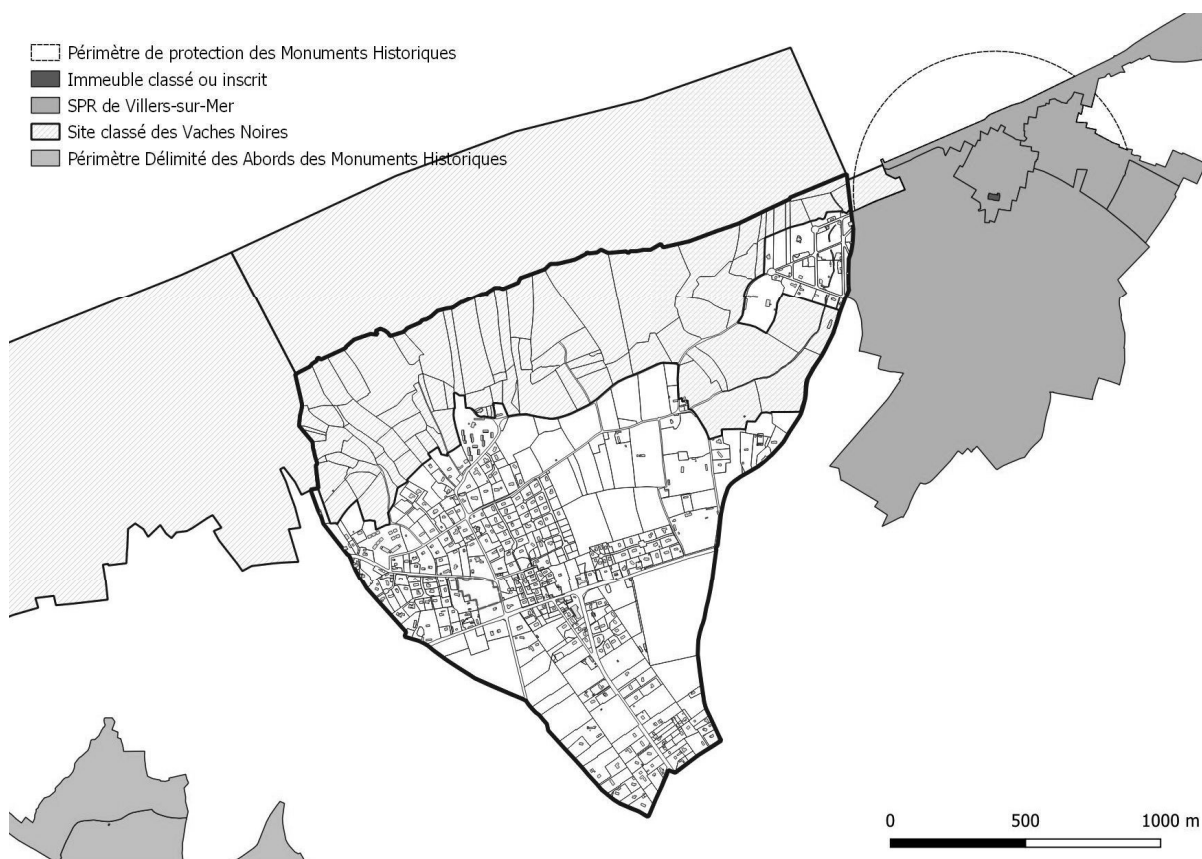 Périmètre de protection des Monuments Historiques
Immeuble classé ou inscrit
SPR de Villers-sur-Mer
Site classé des Vaches Noires
Périmètre Délimité des Abords des Monuments Historiques
0 500 1000 m